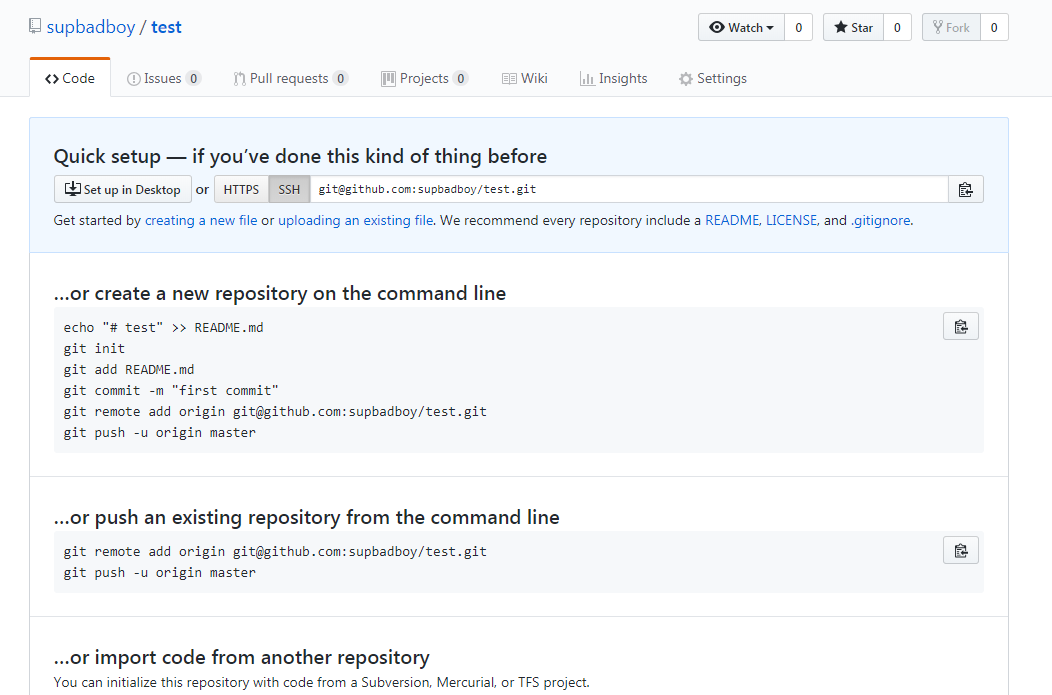 supbadboy / test
Watch 0 Star 0 Fork 0
Code Issues 0 Pull requests 0 Projects 0 Wiki Insights Settings
Quick setup — if you’ve done this kind of thing before
Set up in Desktop or HTTPS SSH git@github.com:supbadboy/test.git
Get started by creating a new file or uploading an existing file. We recommend every repository include a README, LICENSE, and .gitignore.
…or create a new repository on the command line
echo "# test" >> README.md
git init
git add README.md
git commit -m "first commit"
git remote add origin git@github.com:supbadboy/test.git
git push -u origin master
…or push an existing repository from the command line
git remote add origin git@github.com:supbadboy/test.git
git push -u origin master
…or import code from another repository
You can initialize this repository with code from a Subversion, Mercurial, or TFS project.